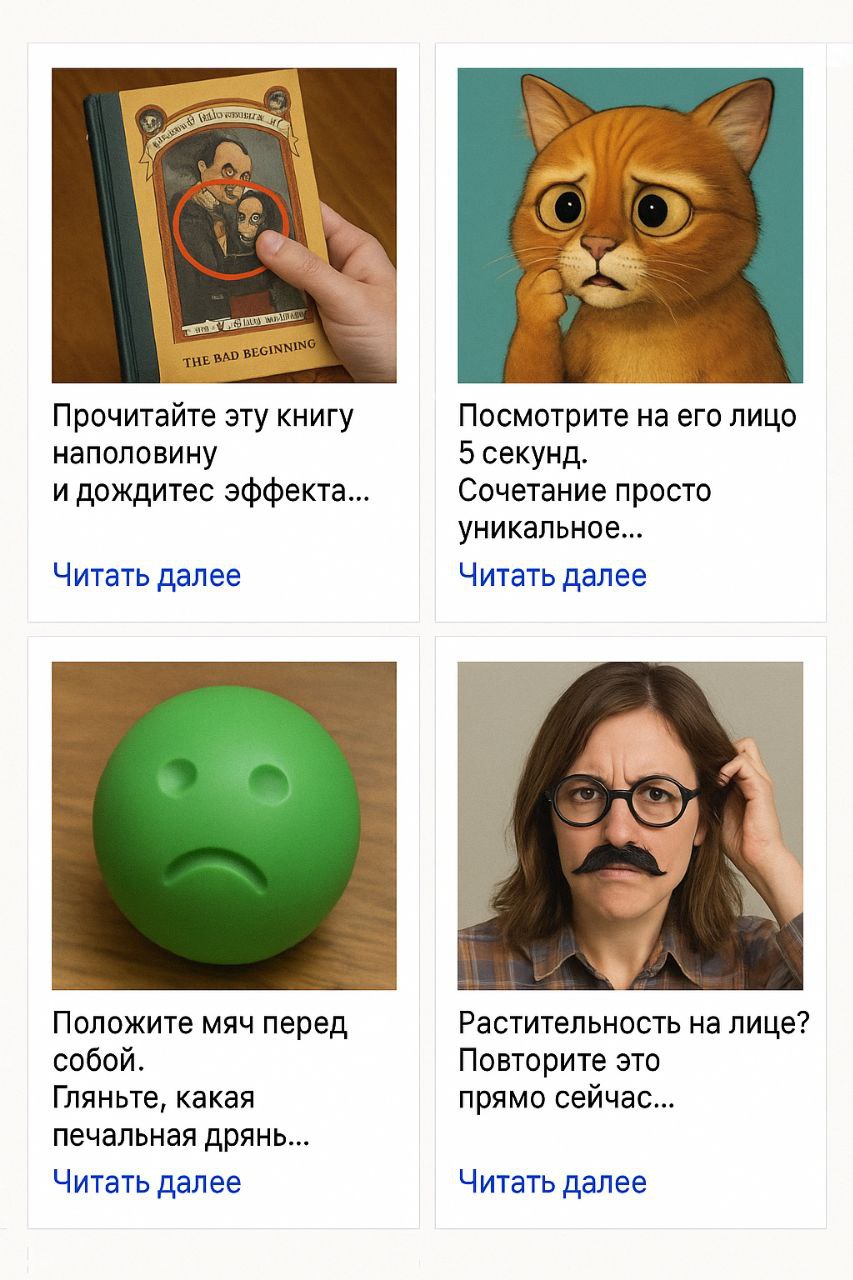 THE BAD BEGINNING
Прочитайте эту книгу
наполовину
и дождитес эффекта...
Читать далее
Посмотрите на его лицо
5 секунд.
Сочетание просто
уникальное...
Читать далее
Положите мяч перед
собой.
Гляньте, какая
печальная дрянь...
Читать далее
Растительность на лице?
Повторите это
прямо сейчас...
Читать далее